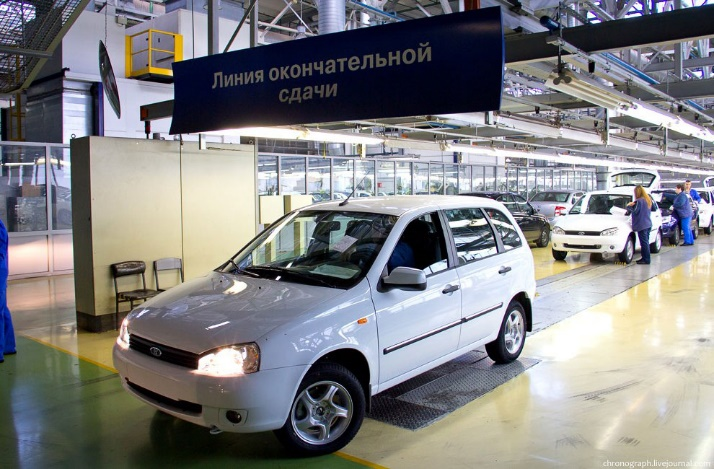 Линия окончательной
сдачи
chronograph.livejournal.com